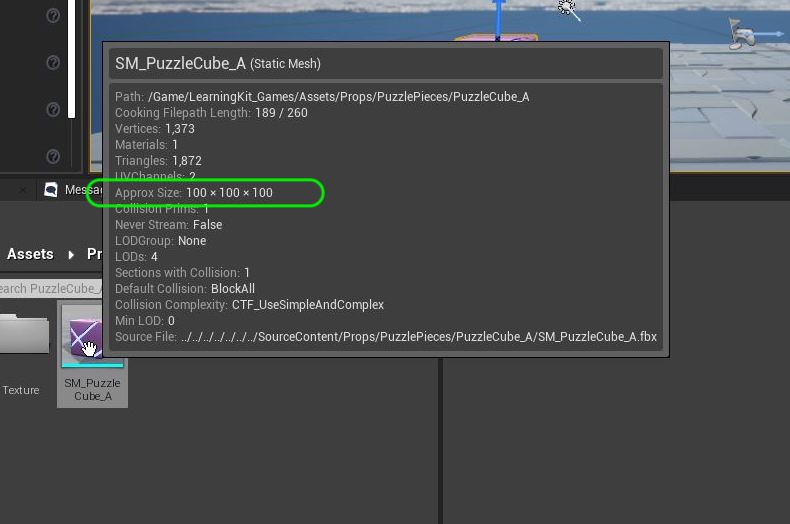 SM_PuzzleCube_A (Static Mesh)
Path: /Game/LearningKit_Games/Assets/Props/PuzzlePieces/PuzzleCube_A
Cooking Filepath Length: 189 / 260
Vertices: 1,373
Materials: 1
Triangles: 1,872
UVChannels: 2
Approx Size: 100 × 100 × 100
Collision Prims: 1
Never Stream: False
LODGroup: None
LODs: 4
Sections with Collision: 1
Default Collision: BlockAll
Collision Complexity: CTF_UseSimpleAndComplex
Min LOD: 0
Source File: ../../../../../../../SourceContent/Props/PuzzlePieces/PuzzleCube_A/SM_PuzzleCube_A.fbx
Messa
Assets Pr
earch PuzzleCube_
Texture
SM_Puzzle
Cube_A